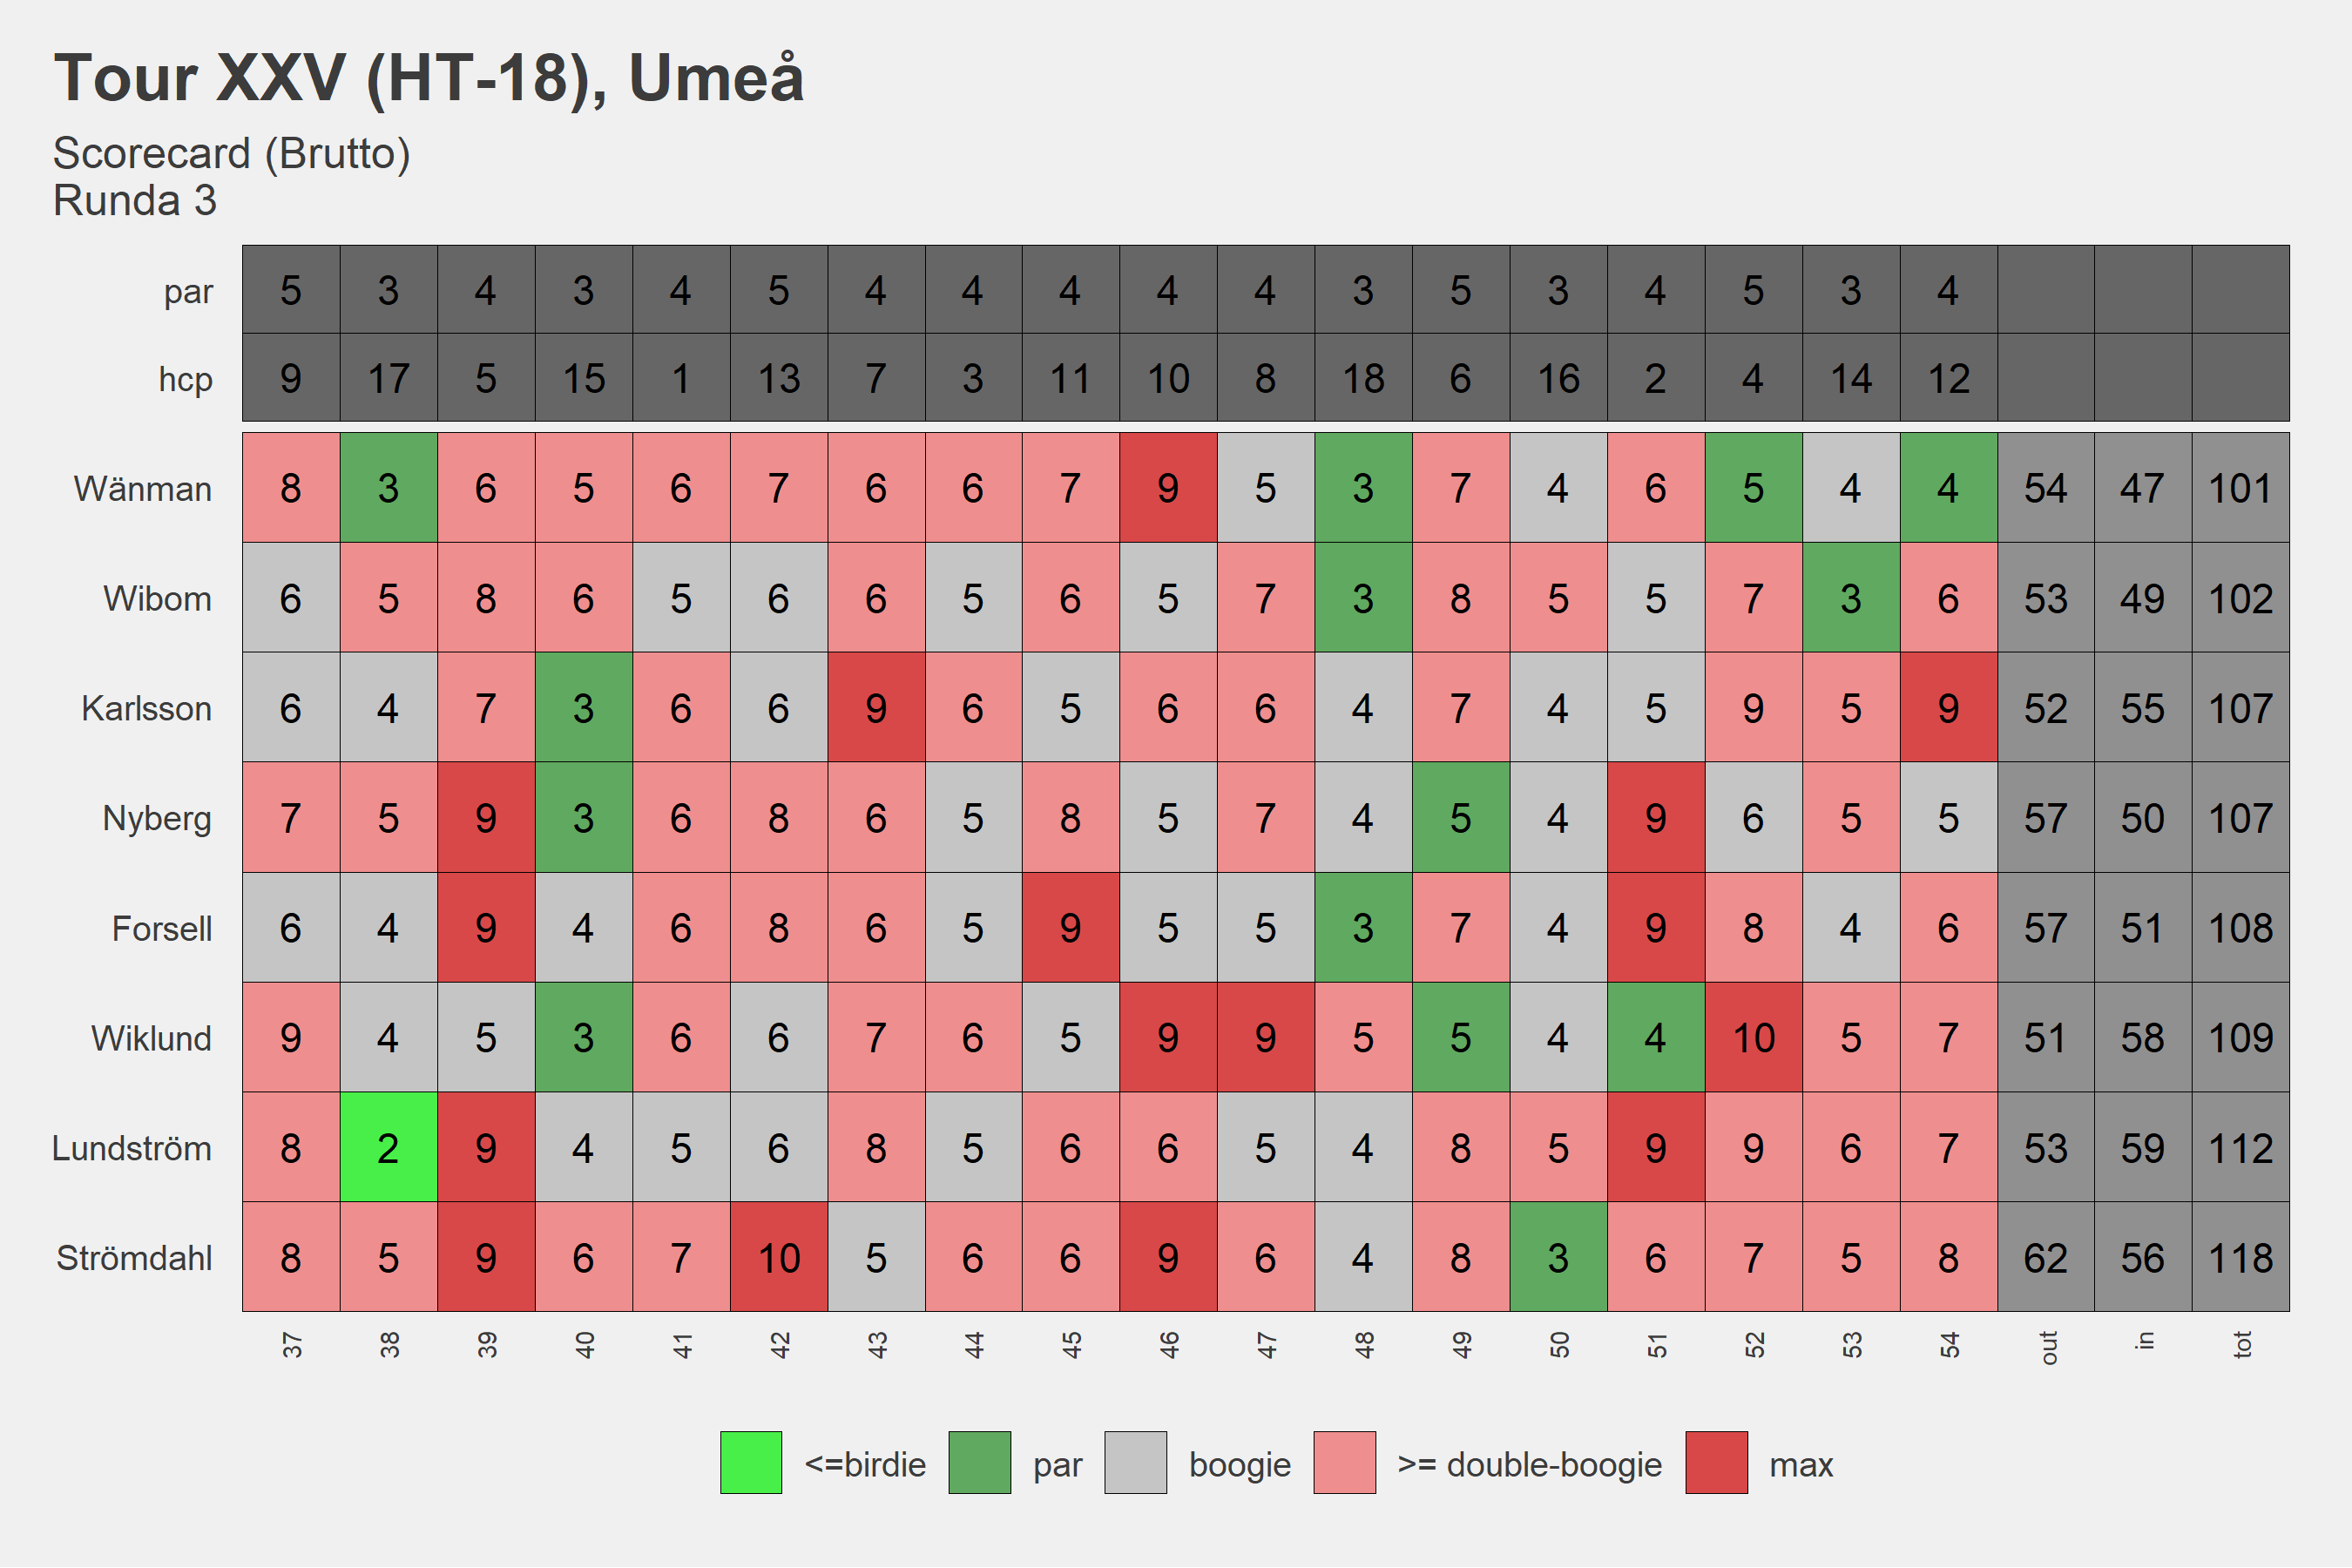 Tour XXV (HT-18), Umeå
Scorecard (Brutto)
Runda 3
par 5 3 4 3 4 5 4 4 4 4 4 3 5 3 4 5 3 4
hcp 9 17 5 15 1 13 7 3 11 10 8 18 6 16 2 4 14 12
Wänman 8 3 6 5 6 7 6 6 7 9 5 3 7 4 6 5 4 4 54 47 101
Wibom 6 5 8 6 5 6 6 5 6 5 7 3 8 5 5 7 3 6 53 49 102
Karlsson 6 4 7 3 6 6 9 6 5 6 6 4 7 4 5 9 5 9 52 55 107
Nyberg 7 5 9 3 6 8 6 5 8 5 7 4 5 4 9 6 5 5 57 50 107
Forsell 6 4 9 4 6 8 6 5 9 5 5 3 7 4 9 8 4 6 57 51 108
Wiklund 9 4 5 3 6 6 7 6 5 9 9 5 5 4 4 10 5 7 51 58 109
Lundström 8 2 9 4 5 6 8 5 6 6 5 4 8 5 9 9 6 7 53 59 112
Strömdahl 8 5 9 6 7 10 5 6 6 9 6 4 8 3 6 7 5 8 62 56 118
37 38 39 40 41 42 43 44 45 46 47 48 49 50 51 52 53 54 out in tot
<=birdie par boogie >= double-boogie max